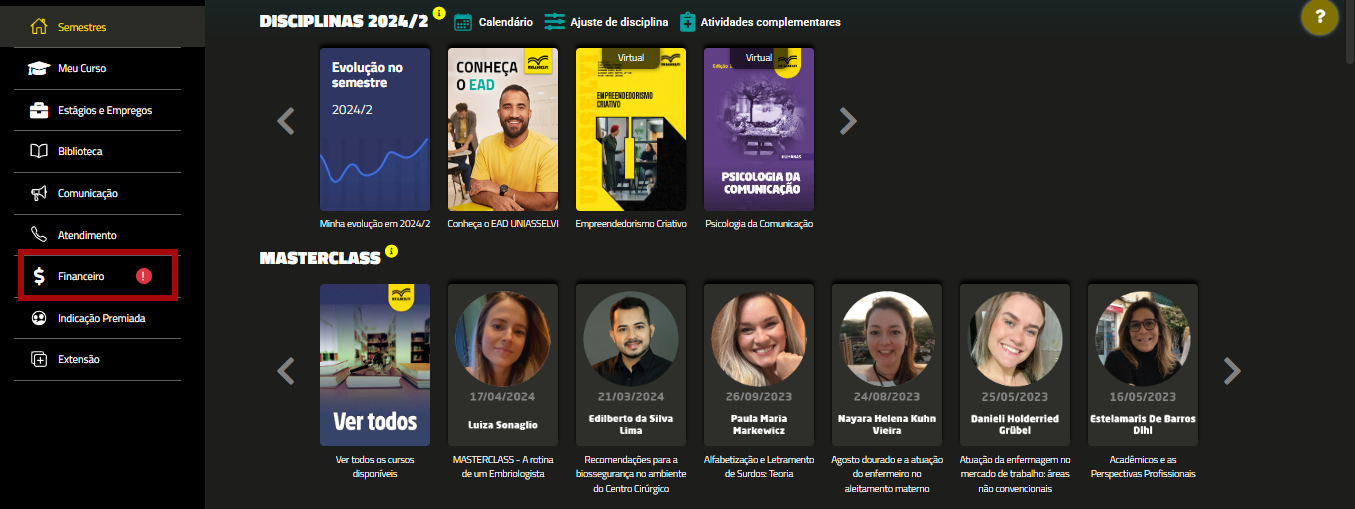 Semestres
Meu Curso
Estágios e Empregos
Biblioteca
Comunicação
Atendimento
$ Financeiro !
Indicação Premiada
Extensão
?
DISCIPLINAS 2024/2 i Calendário Ajuste de disciplina Atividades complementares
Evolução no
semestre
2024/2
CONHEÇA
O EAD
Virtual
EMPREENDEDORISMO
CRIATIVO
Virtual
Edição
HUMANAS
PSICOLOGIA DA
COMUNICAÇÃO
Minha evolução em 2024/2
Conheça o EAD UNIASSELVI
Empreendedorismo Criativo
Psicologia da Comunicação
MASTERCLASS i
Ver todos
17/04/2024
Luiza Sonaglio
21/03/2024
Edilberto da Silva
Lima
26/09/2023
Paula Maria
Markewicz
24/08/2023
Nayara Helena Kuhn
Vieira
25/05/2023
Danieli Holderried
Grübel
16/05/2023
Estelamaris De Barros
Dihl
Ver todos os cursos
disponíveis
MASTERCLASS - A rotina
de um Embriologista
Recomendações para a
biossegurança no ambiente
do Centro Cirúrgico
Alfabetização e Letramento
de Surdos: Teoria
Agosto dourado e a atuação
do enfermeiro no
aleitamento materno
Atuação da enfermagem no
mercado de trabalho: áreas
não convencionais
Acadêmicos e as
Perspectivas Profissionais